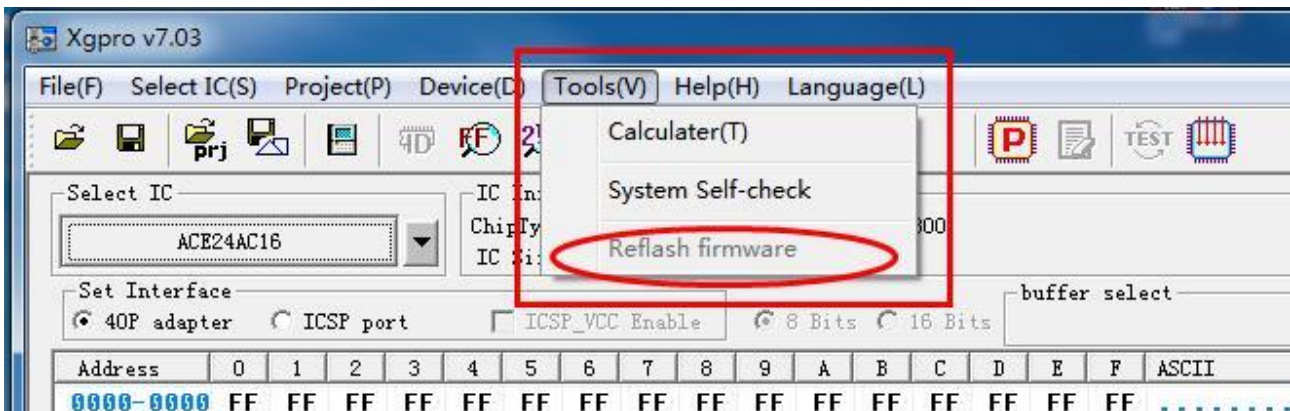 Xgpro v7.03
File(F) Select IC(S) Project(P) Device(D) Tools(V) Help(H) Language(L)
Calculater(T)
prj P TEST
System Self-check
Reflash firmware
Select IC
ACE24AC16
IC
Set Interface
40P adapter ICSP port ICSP_VCC Enable 8 Bits 16 Bits
buffer select
Address 0 1 2 3 4 5 6 7 8 9 A B C D E F ASCII
0000-0000 FF FF FF FF FF FF FF FF FF FF FF FF FF FF FF FF ........